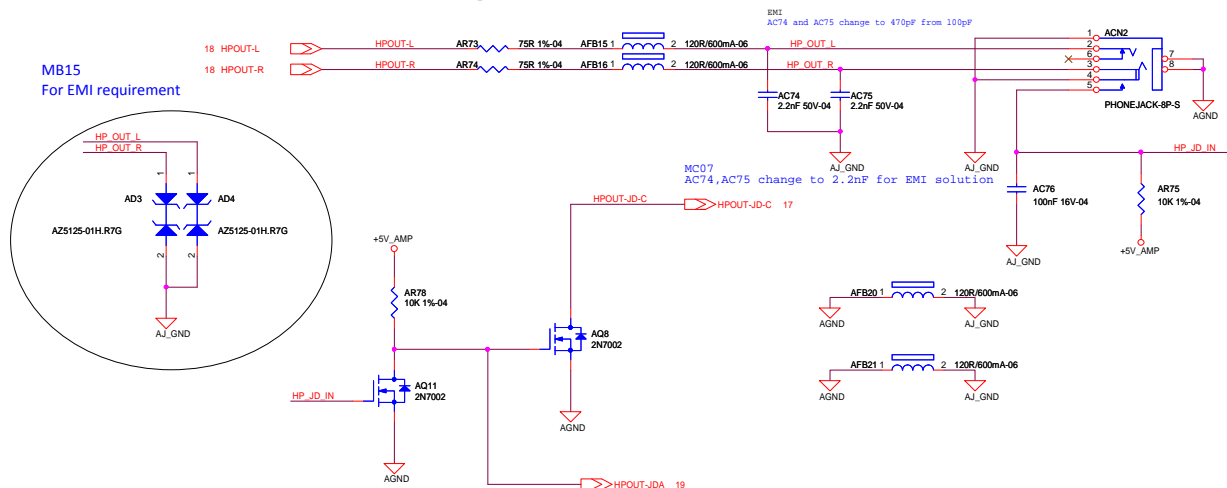 EMI
AC74 and AC75 change to 470pF from 100pF
1 ACN2
18 HPOUT-L HPOUT-L AR73 75R 1%-04 AFB15 1 2 120R/600mA-06 HP_OUT_L 2
6 7
18 HPOUT-R HPOUT-R AR74 75R 1%-04 AFB16 1 2 120R/600mA-06 HP_OUT_R 3 8
4
5
PHONEJACK-8P-S
AGND
MB15
For EMI requirement
AC74
2.2nF 50V-04
AC75
2.2nF 50V-04
AJ_GND
AJ_GND
HP_JD_IN
HP_OUT_L
HP_OUT_R
1 1
AD3 AD4
AZ5125-01H.R7G AZ5125-01H.R7G
2 2
AJ_GND
MC07
AC74,AC75 change to 2.2nF for EMI solution
HPOUT-JD-C HPOUT-JD-C 17
AC76
100nF 16V-04
AR75
10K 1%-04
AJ_GND
+5V_AMP
+5V_AMP
AR78
10K 1%-04
AFB20 1 2 120R/600mA-06
AGND AJ_GND
AQ8
2N7002
AFB21 1 2 120R/600mA-06
AGND AJ_GND
HP_JD_IN
AQ11
2N7002
AGND
AGND
HPOUT-JDA 19